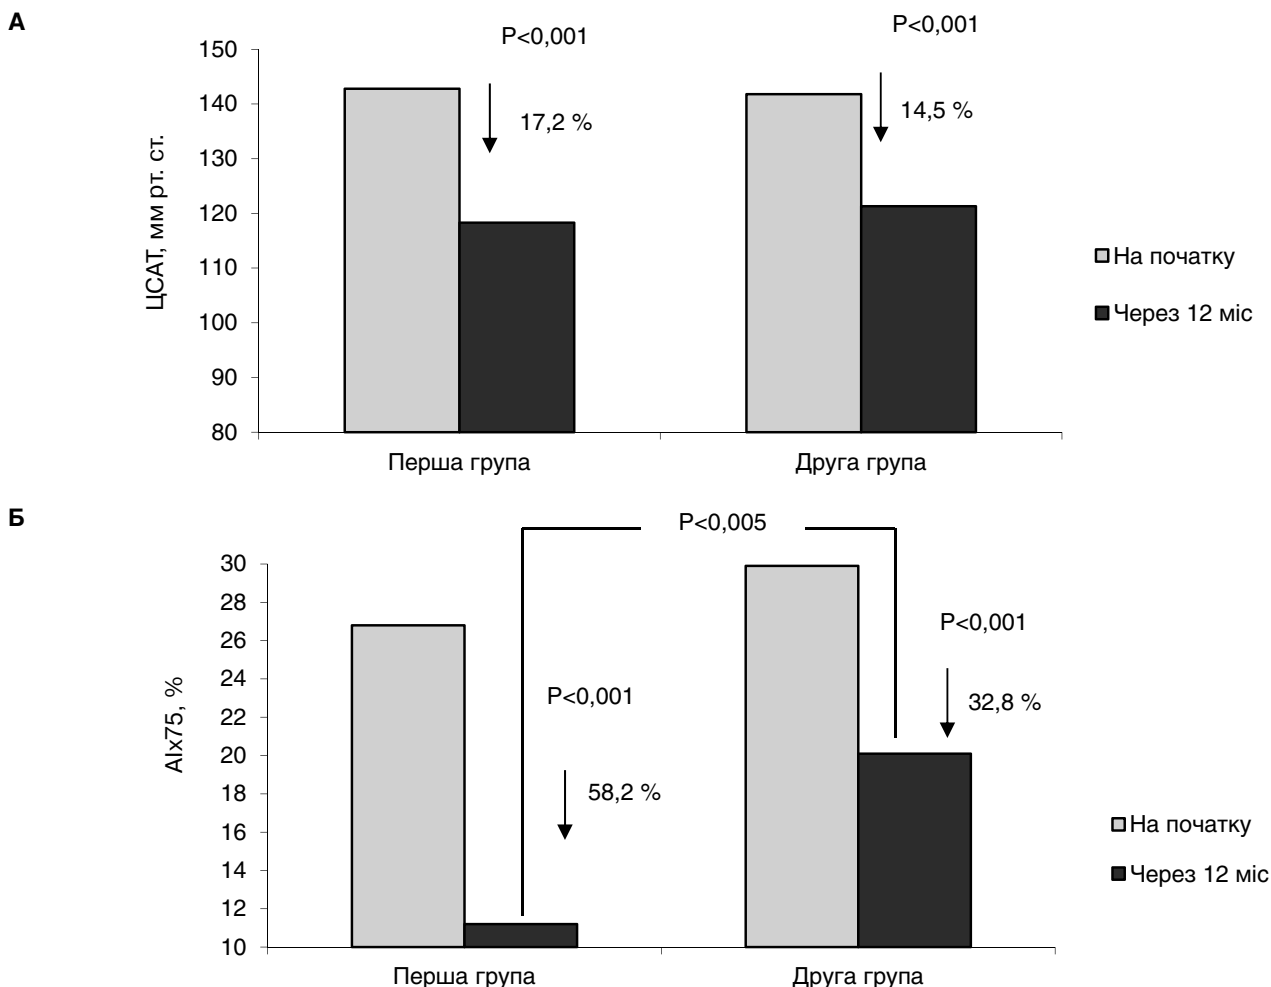 А
P<0,001
P<0,001
150
140
130
120
110
100
90
80
ЦСАТ, мм рт. ст.
17,2 %
14,5 %
На початку
Через 12 міс
Перша група
Друга група
Б
P<0,005
30
28
26
24
22
20
18
16
14
12
10
AIx75, %
P<0,001
P<0,001
32,8 %
58,2 %
На початку
Через 12 міс
Перша група
Друга група